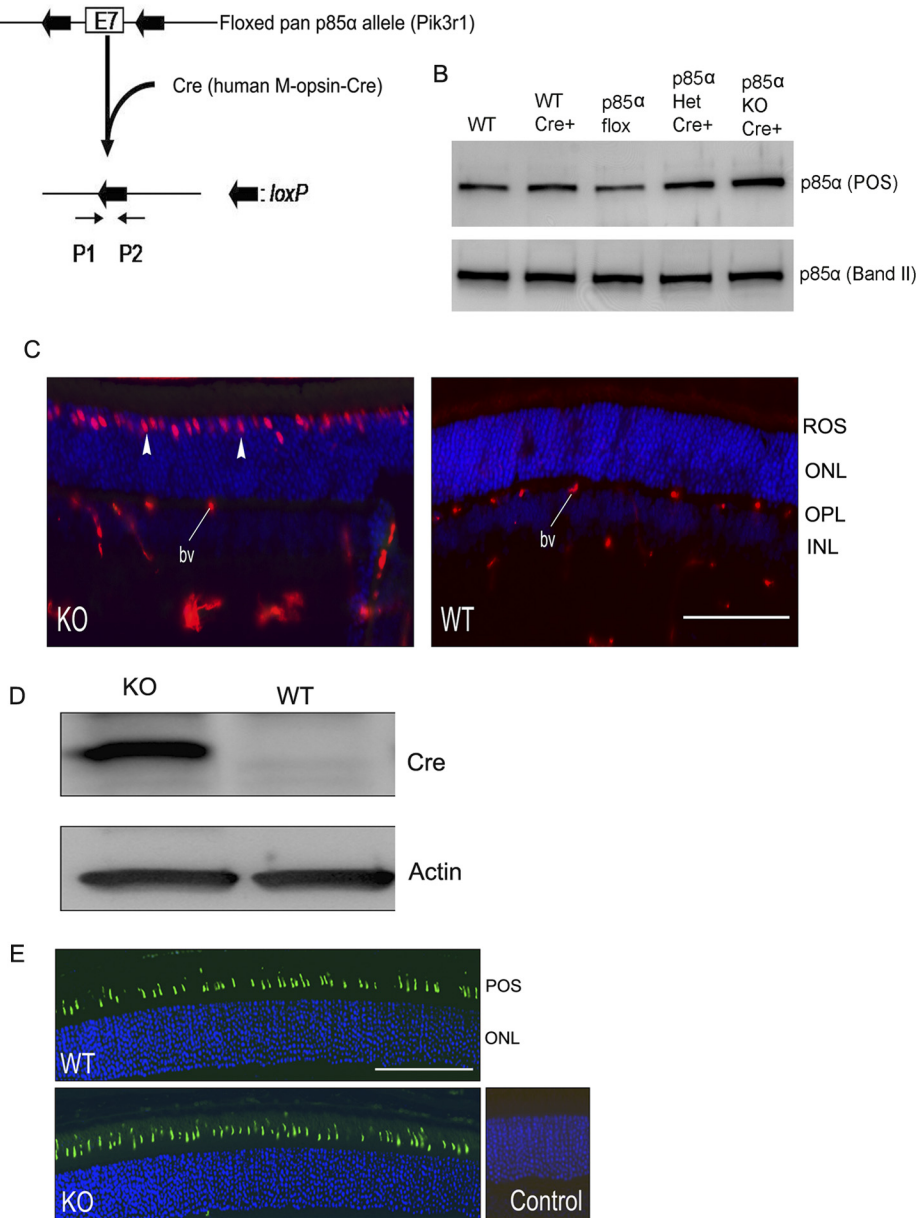 E7
Floxed pan p85α allele (Pik3r1)
Cre (human M-opsin-Cre)
: loxP
P1 P2
B
WT
WT
Cre+
p85α
flox
p85α
Het
Cre+
p85α
KO
Cre+
p85α (POS)
p85α (Band II)
C
bv
KO
bv
WT
ROS
ONL
OPL
INL
D
KO
WT
Cre
Actin
E
POS
ONL
WT
KO
Control